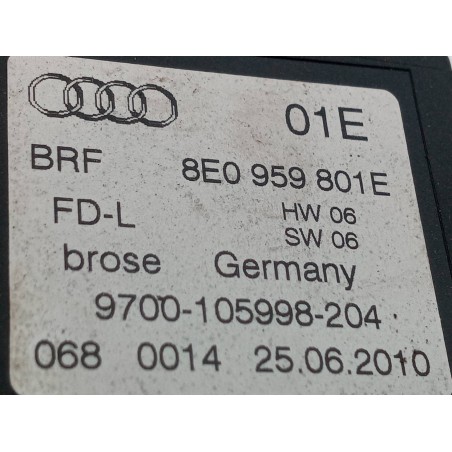 01E
BRF 8E0 959 801E
FD-L HW 06
SW 06
brose Germany
9700-105998-204
068 0014 25.06.2010